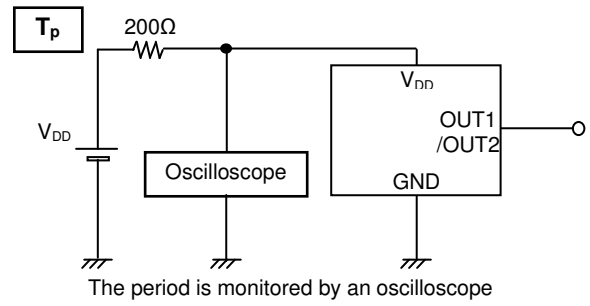 Tp
200Ω
VDD
VDD
OUT1
/OUT2
Oscilloscope
GND
The period is monitored by an oscilloscope